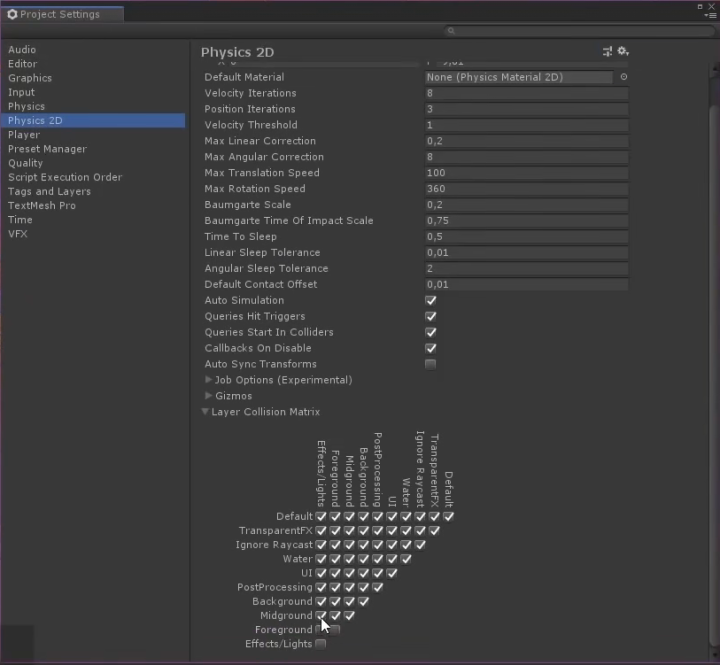 Project Settings
Audio
Editor
Graphics
Input
Physics
Physics 2D
Player
Preset Manager
Quality
Script Execution Order
Tags and Layers
TextMesh Pro
Time
VFX
Physics 2D
Default Material None (Physics Material 2D)
Velocity Iterations 8
Position Iterations 3
Velocity Threshold 1
Max Linear Correction 0,2
Max Angular Correction 8
Max Translation Speed 100
Max Rotation Speed 360
Baumgarte Scale 0,2
Baumgarte Time Of Impact Scale 0,75
Time To Sleep 0,5
Linear Sleep Tolerance 0,01
Angular Sleep Tolerance 2
Default Contact Offset 0,01
Auto Simulation
Queries Hit Triggers
Queries Start In Colliders
Callbacks On Disable
Auto Sync Transforms
Job Options (Experimental)
Gizmos
Layer Collision Matrix
Effects/Lights
Foreground
Midground
Background
PostProcessing
UI
Water
Ignore Raycast
TransparentFX
Default
Default
TransparentFX
Ignore Raycast
Water
UI
PostProcessing
Background
Midground
Foreground
Effects/Lights